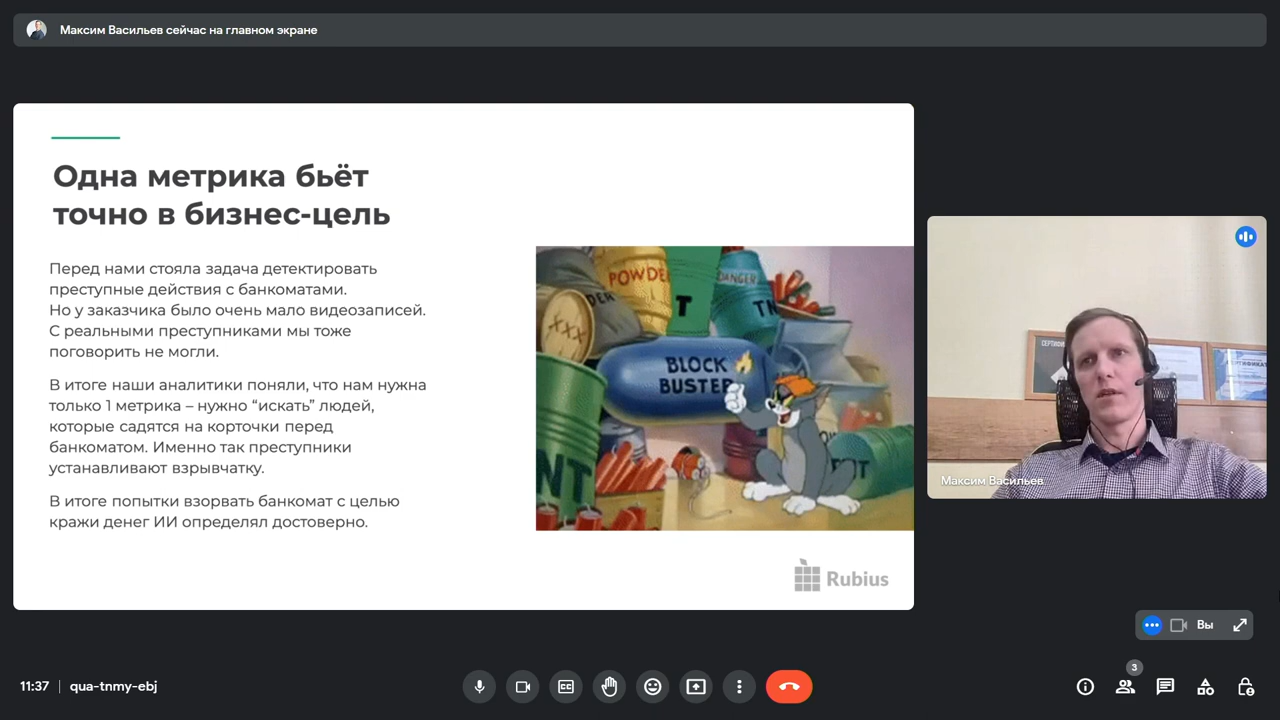 Максим Васильев сейчас на главном экране
Одна метрика бьёт
точно в бизнес-цель
Перед нами стояла задача детектировать
преступные действия с банкоматами.
Но у заказчика было очень мало видеозаписей.
С реальными преступниками мы тоже
поговорить не могли.
В итоге наши аналитики поняли, что нам нужна
только 1 метрика – нужно “искать” людей,
которые садятся на корточки перед
банкоматом. Именно так преступники
устанавливают взрывчатку.
В итоге попытки взорвать банкомат с целью
кражи денег ИИ определял достоверно.
POWDER
DER
XXX
T
DANGER
TN
BLOCK
BUSTER
NT
Rubius
Максим Васильев
Вы
11:37
qua-tnmy-ebj
3